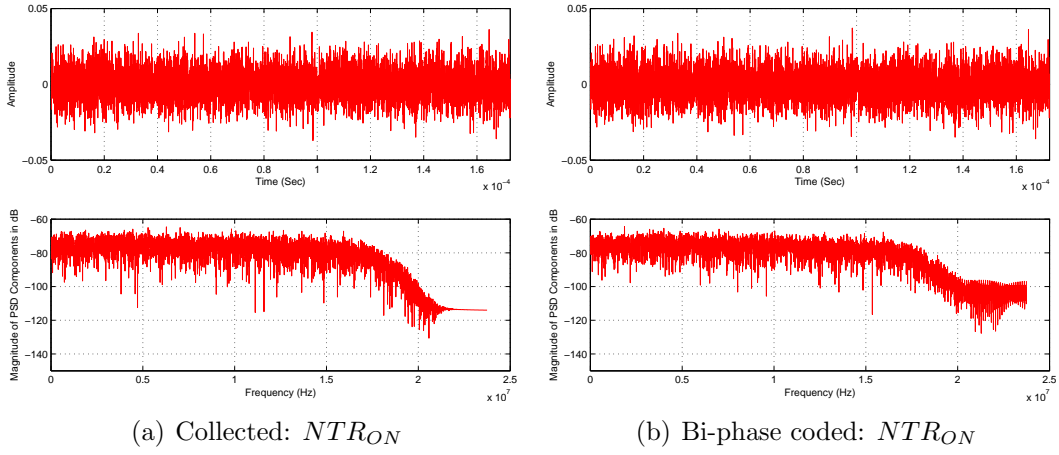 0.05
0
−0.05
Amplitude
0 0.2 0.4 0.6 0.8 1 1.2 1.4 1.6
Time (Sec)
x 10⁻⁴
−60
−80
−100
−120
−140
Magnitude of PSD Components in dB
0 0.5 1 1.5 2 2.5
Frequency (Hz)
x 10⁷
(a) Collected: NTR_ON
0.05
0
−0.05
Amplitude
0 0.2 0.4 0.6 0.8 1 1.2 1.4 1.6
Time (Sec)
x 10⁻⁴
−60
−80
−100
−120
−140
Magnitude of PSD Components in dB
0 0.5 1 1.5 2 2.5
Frequency (Hz)
x 10⁷
(b) Bi-phase coded: NTR_ON